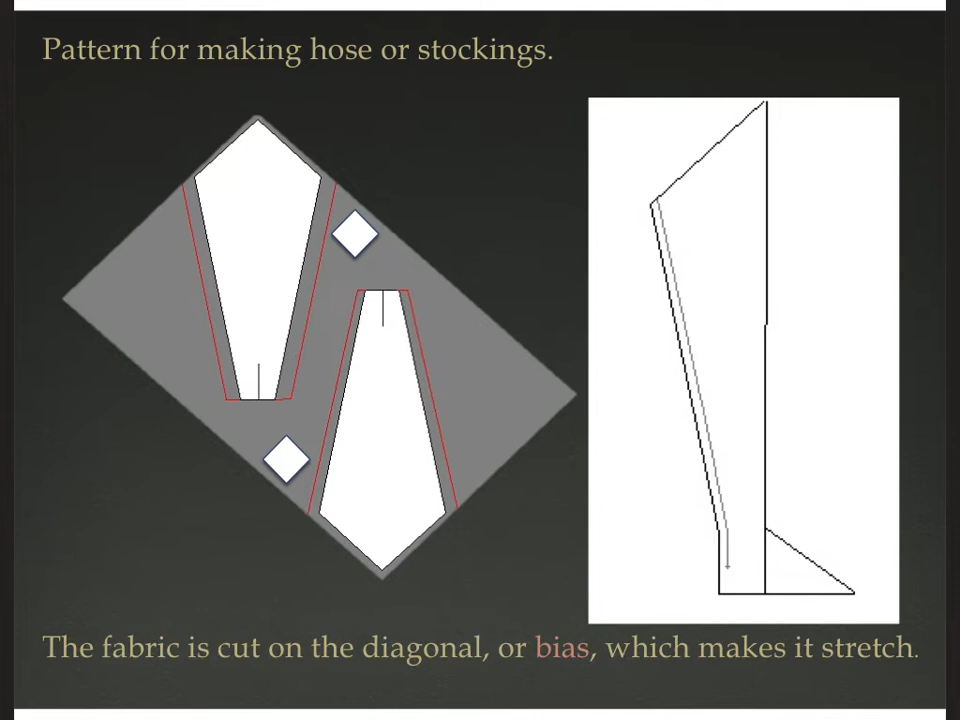 Pattern for making hose or stockings.
The fabric is cut on the diagonal, or bias, which makes it stretch.